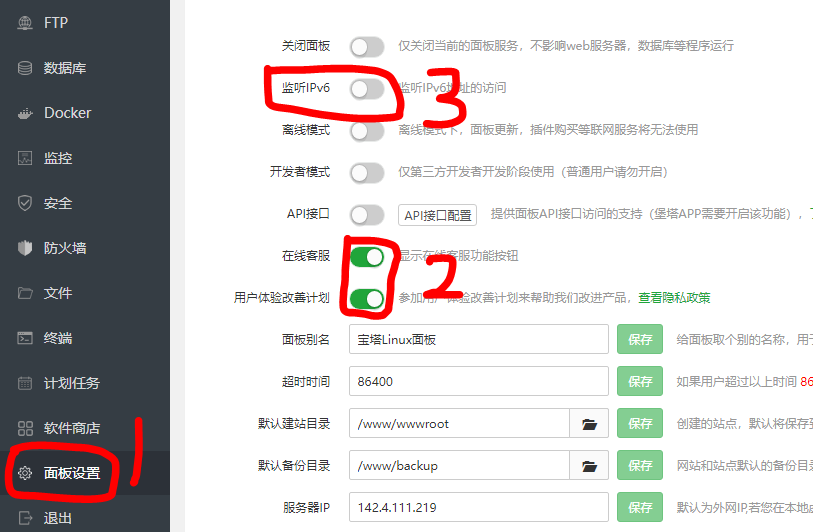 FTP
数据库
Docker
监控
安全
防火墙
文件
终端
计划任务
软件商店
面板设置
退出
1
关闭面板 仅关闭当前的面板服务，不影响web服务器，数据库等程序运行
监听IPv6 监听IPv6地址的访问
3
离线模式 离线模式下，面板更新，插件购买等联网服务将无法使用
开发者模式 仅第三方开发者开发阶段使用（普通用户请勿开启）
API接口 API接口配置 提供面板API接口访问的支持（堡塔APP需要开启该功能），
在线客服 显示在线客服功能按钮
2
用户体验改善计划 参加用户体验改善计划来帮助我们改进产品，查看隐私政策
面板别名 宝塔Linux面板 保存 给面板取个别的名称，用于
超时时间 86400 保存 如果用户超过以上时间 86
默认建站目录 /www/wwwroot 保存 创建的站点，默认将保存到
默认备份目录 /www/backup 保存 网站和站点默认的备份目录
服务器IP 142.4.111.219 保存 默认为外网IP,若您在本地